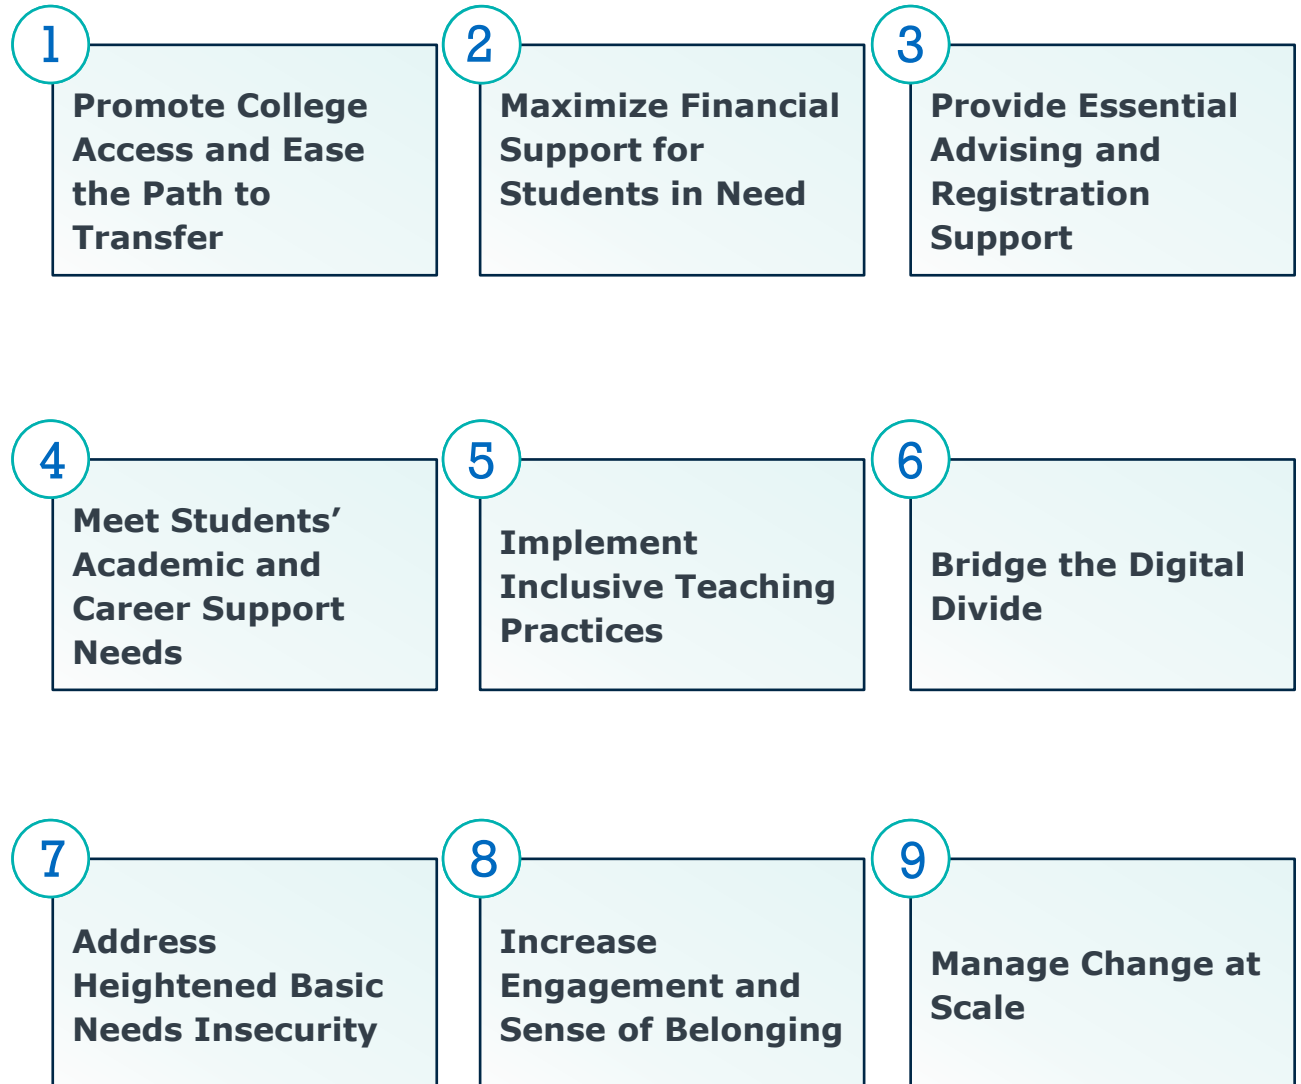 1
Promote College
Access and Ease
the Path to
Transfer
2
Maximize Financial
Support for
Students in Need
3
Provide Essential
Advising and
Registration
Support
4
Meet Students’
Academic and
Career Support
Needs
5
Implement
Inclusive Teaching
Practices
6
Bridge the Digital
Divide
7
Address
Heightened Basic
Needs Insecurity
8
Increase
Engagement and
Sense of Belonging
9
Manage Change at
Scale